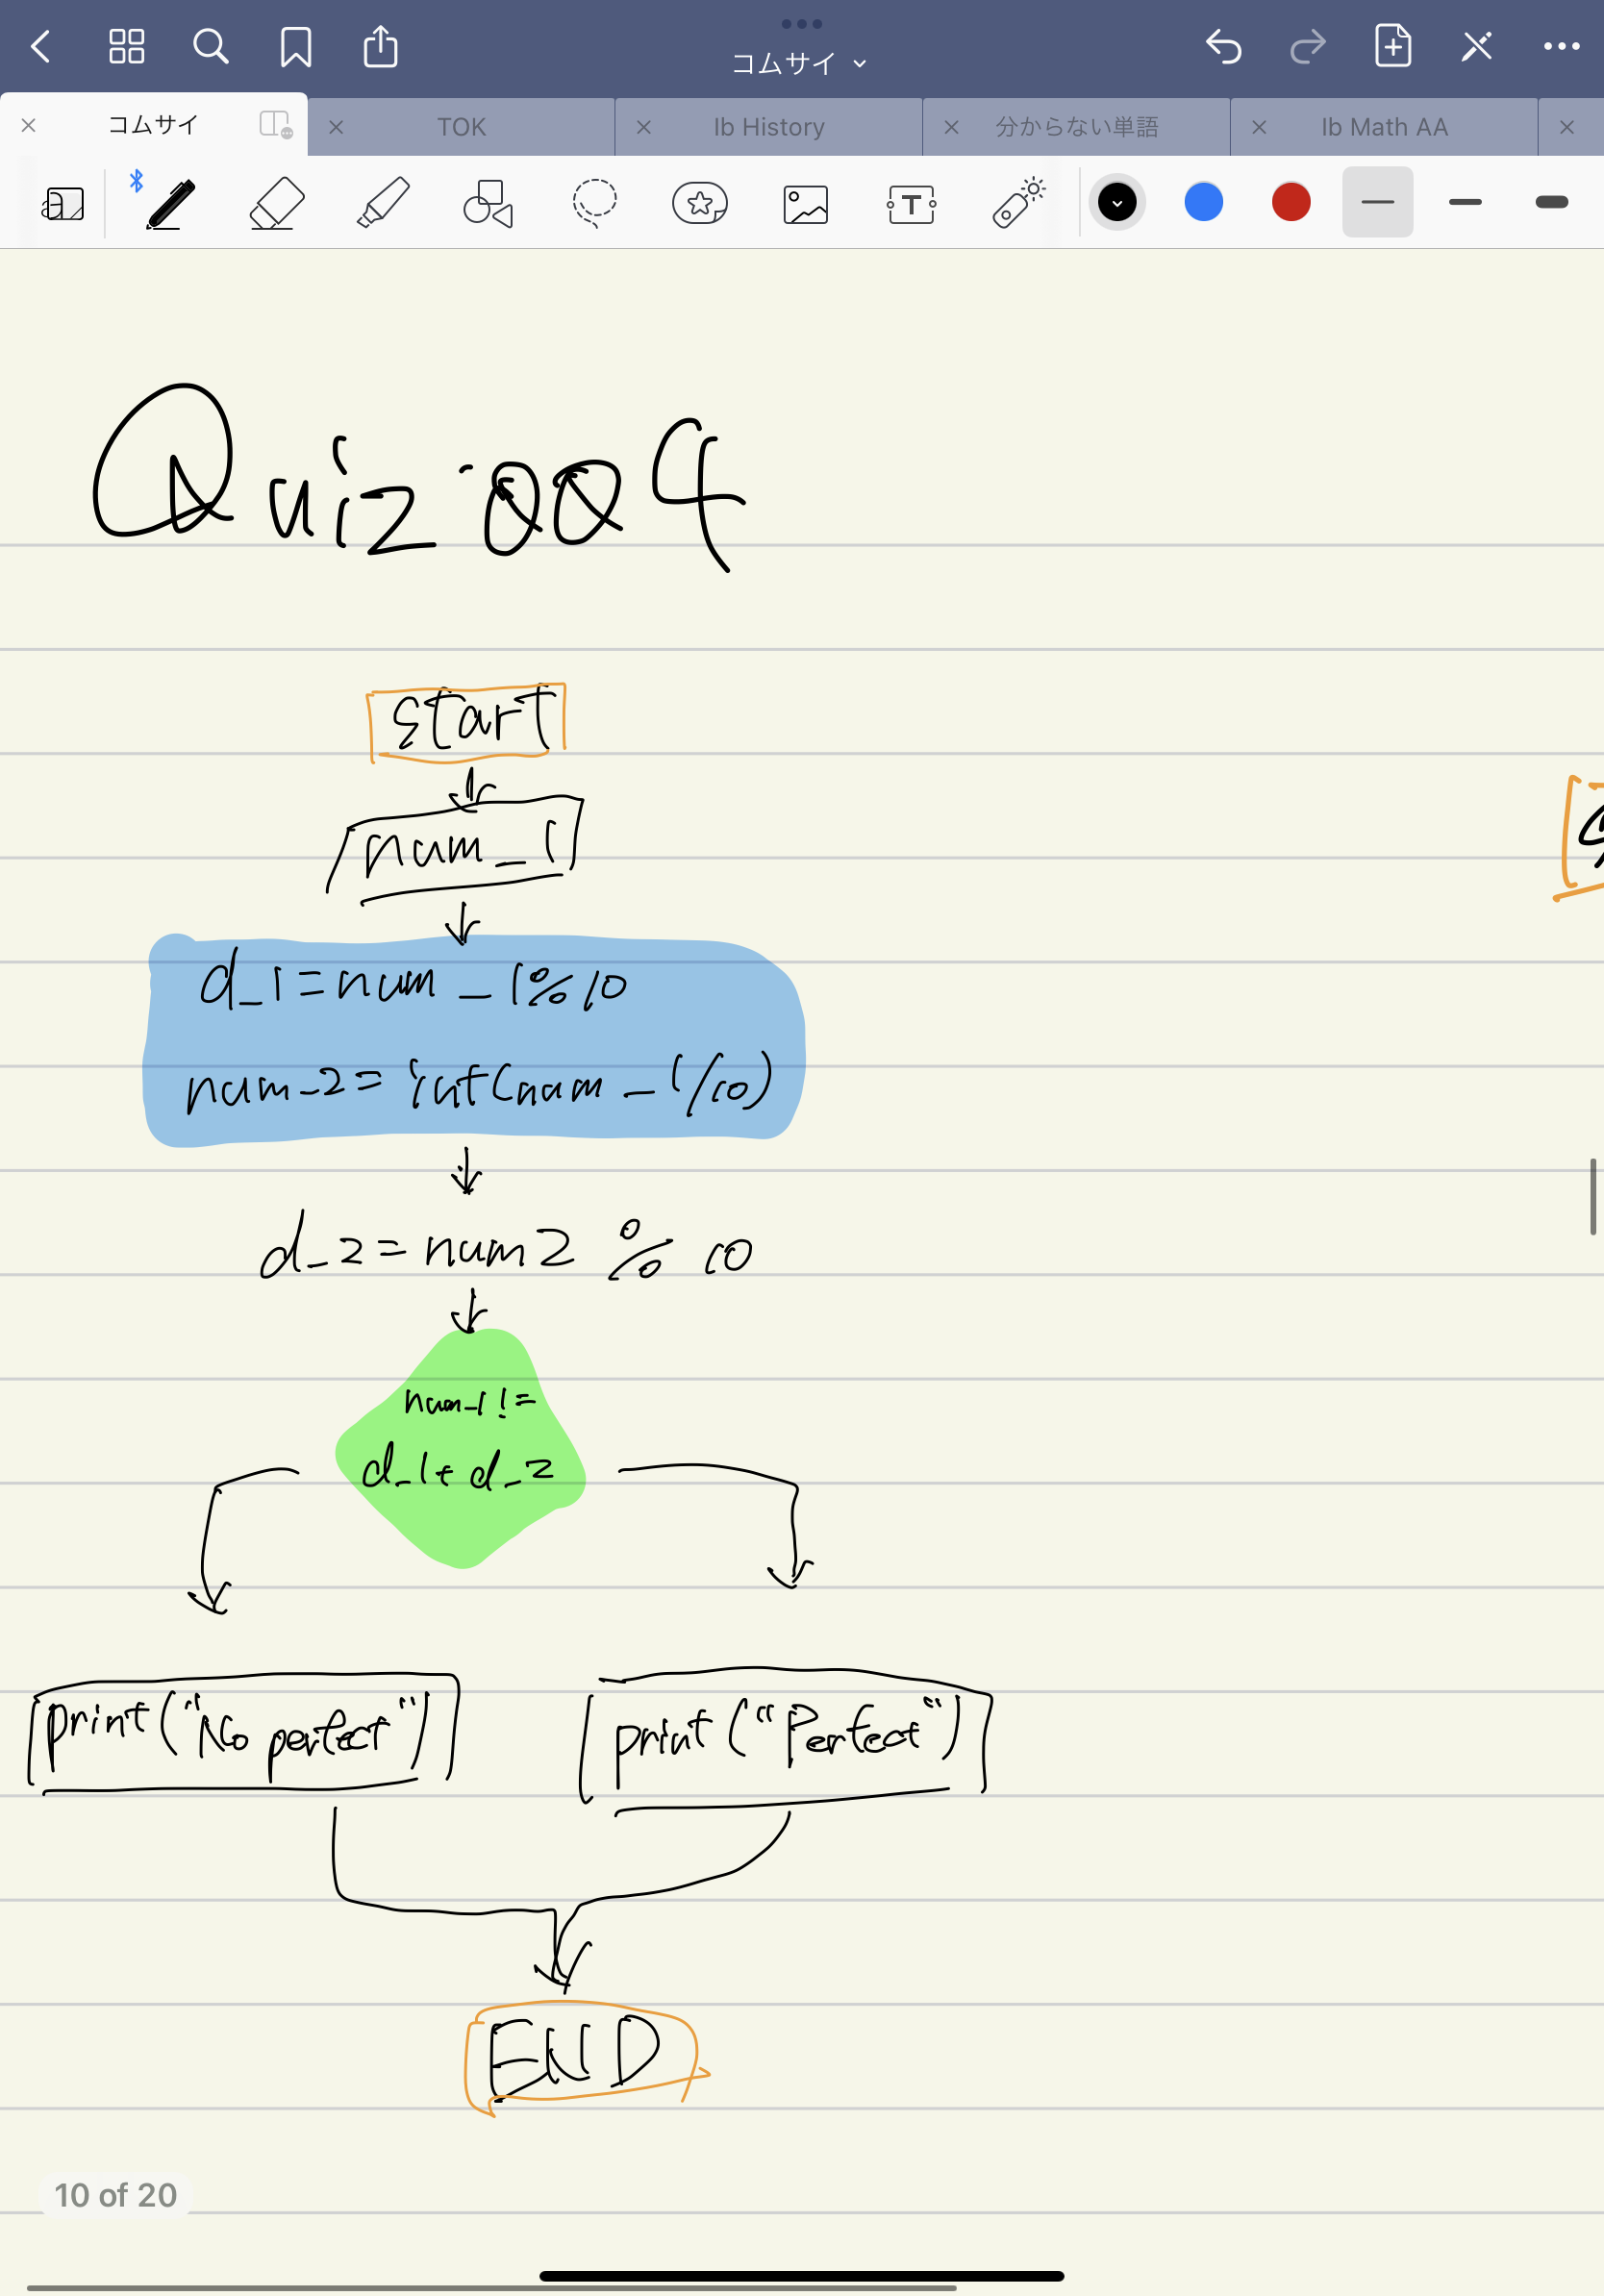 コムサイ
コムサイ
TOK
Ib History
分からない単語
Ib Math AA
Quiz 004
start
num_1
d_1=num_1%10
num_2= int(num_1/10)
d_2=num2 % 10
num_1!=
d_1+d_2
print("No perfect")
print("Perfect")
END
10 of 20